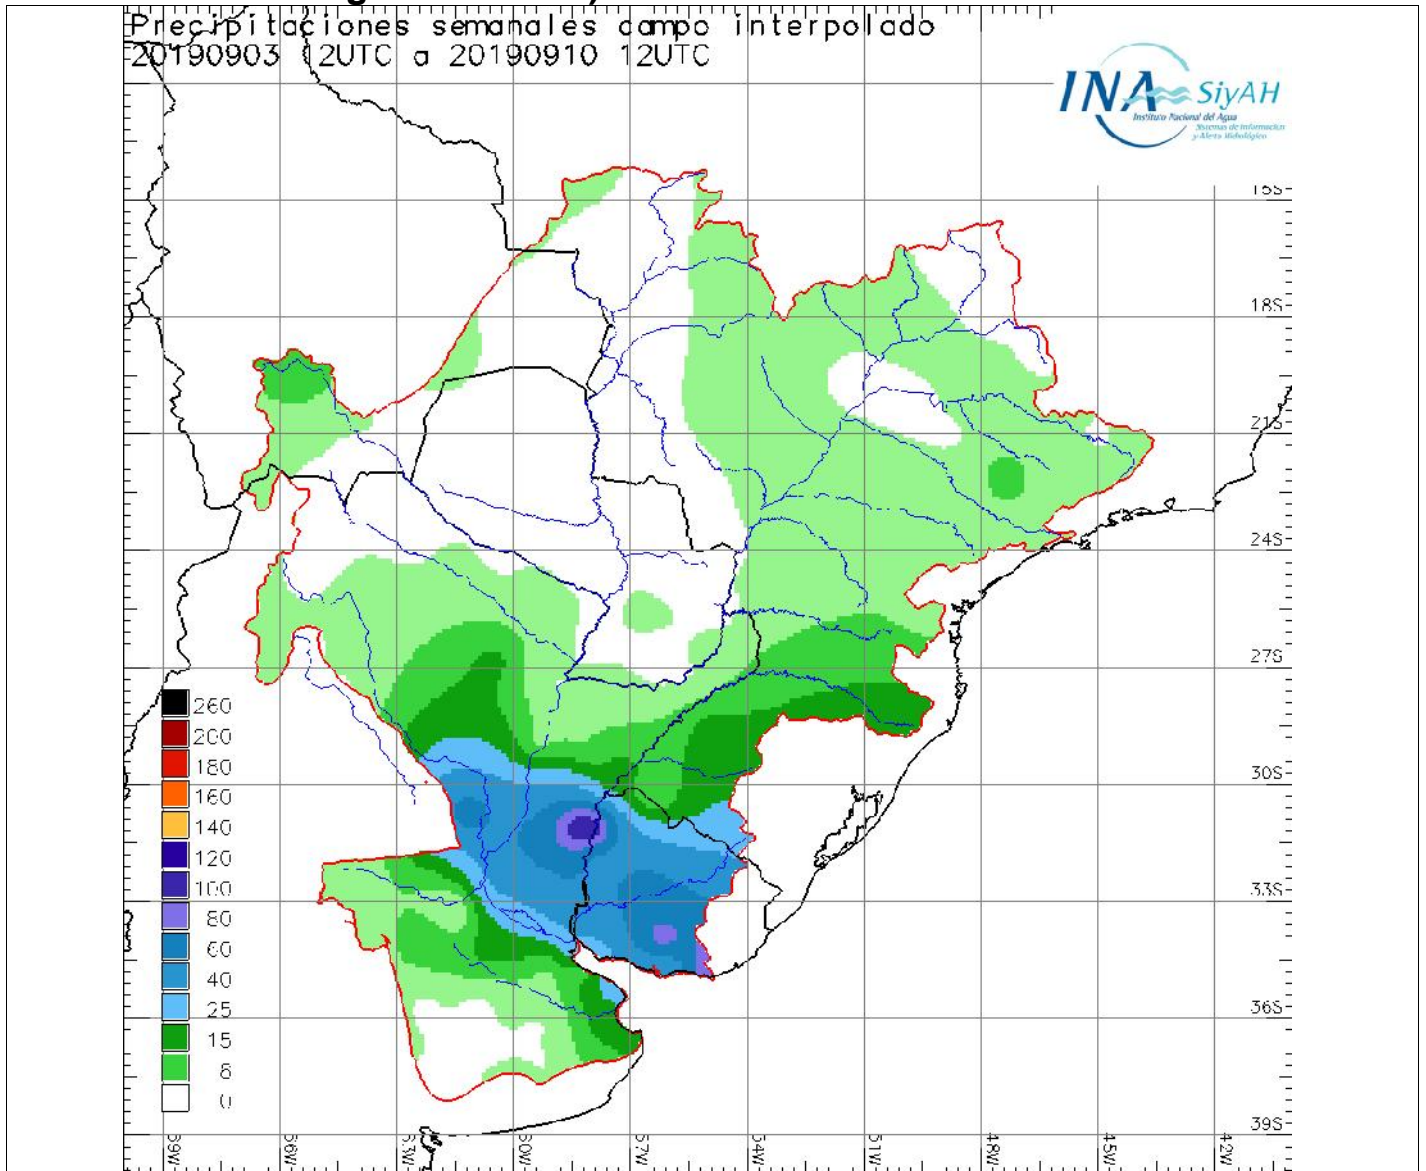 Precipitaciones semanales campo interpolado
20190903 12UTC a 20190910 12UTC
INA SiyAH
Instituto Nacional del Agua
Sistemas de Información
y Alerta Hidrológico
15S
18S
21S
24S
27S
30S
33S
36S
39S
260
200
180
160
140
120
100
80
60
40
25
15
8
0
69W 66W 63W 60W 57W 54W 51W 48W 45W 42W